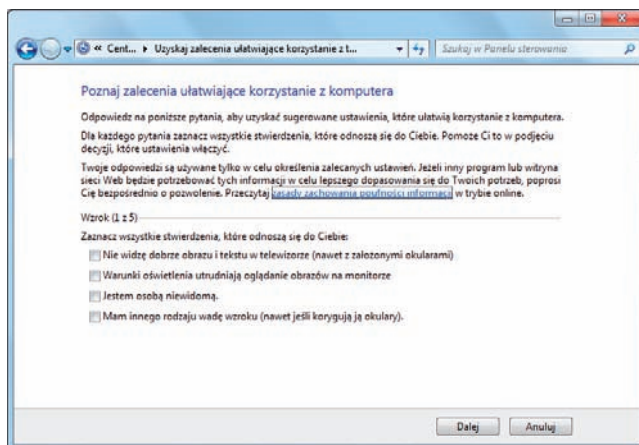 « Cent... ▸ Uzyskaj zalecenia ułatwiające korzystanie z t...
Szukaj w Panelu sterowania
Poznaj zalecenia ułatwiające korzystanie z komputera
Odpowiedz na poniższe pytania, aby uzyskać sugerowane ustawienia, które ułatwią korzystanie z komputera.
Dla każdego pytania zaznacz wszystkie stwierdzenia, które odnoszą się do Ciebie. Pomoże Ci to w podjęciu
decyzji, które ustawienia włączyć.
Twoje odpowiedzi są używane tylko w celu określenia zalecanych ustawień. Jeżeli inny program lub witryna
sieci Web będzie potrzebować tych informacji w celu lepszego dopasowania się do Twoich potrzeb, poprosi
Cię bezpośrednio o pozwolenie. Przeczytaj zasady zachowania poufności informacji w trybie online.
Wzrok (1 z 5)
Zaznacz wszystkie stwierdzenia, które odnoszą się do Ciebie:
Nie widzę dobrze obrazu i tekstu w telewizorze (nawet z założonymi okularami)
Warunki oświetlenia utrudniają oglądanie obrazów na monitorze
Jestem osobą niewidomą.
Mam innego rodzaju wadę wzroku (nawet jeśli korygują ją okulary).
Dalej
Anuluj